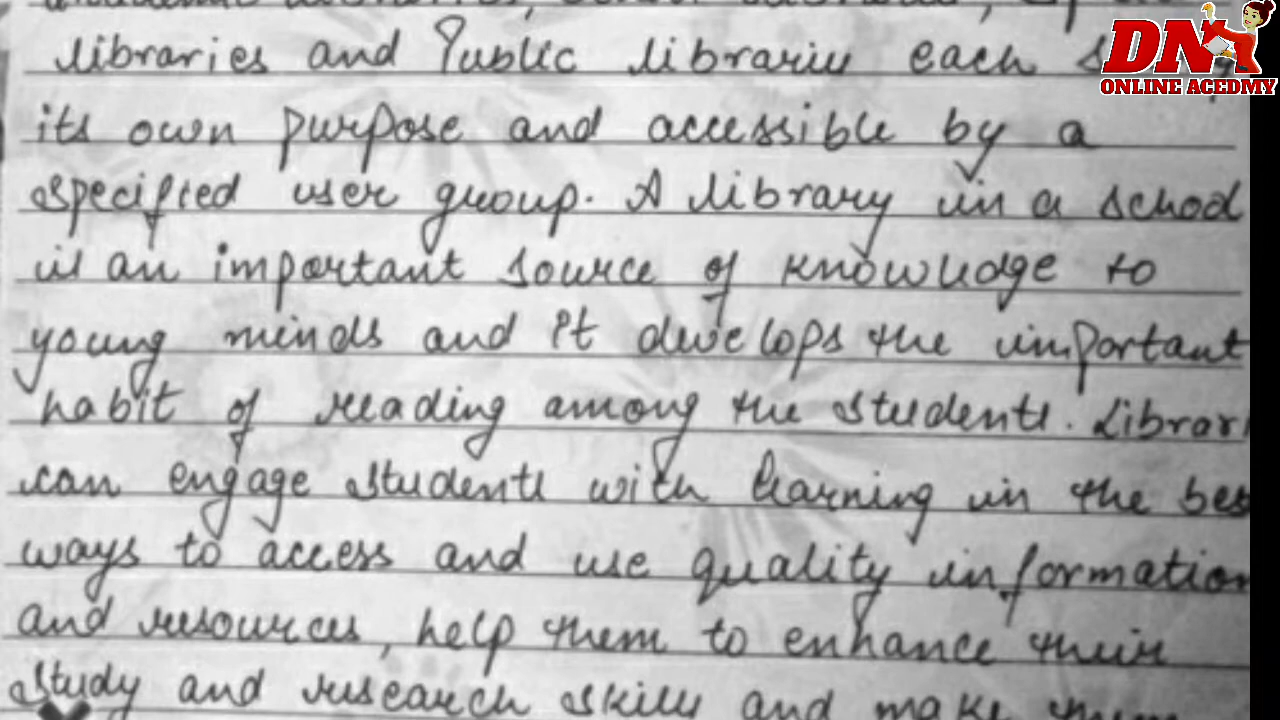 libraries and Public libraries each
its own purpose and accessible by a
specified user group. A library in a school
is an important source of knowledge to
young minds and it develops the important
habit of reading among the students. Librari
can engage students with learning in the bes
ways to access and use quality information
and resources, help them to enhance their
study and research skills and make them
DNA
ONLINE ACEDMY